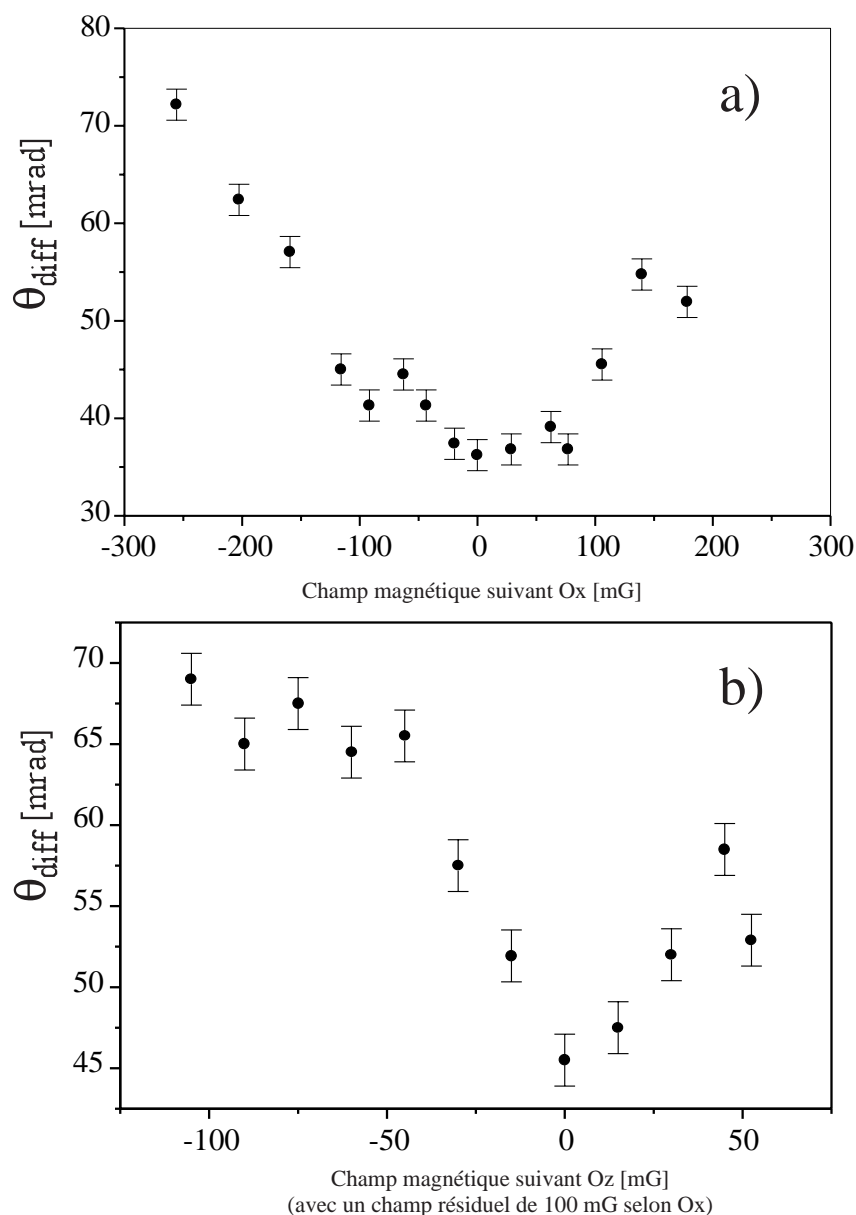 80
a)
70
60
50
40
30
θdiff [mrad]
-300 -200 -100 0 100 200 300
Champ magnétique suivant Ox [mG]
b)
70
65
60
55
50
45
θdiff [mrad]
-100 -50 0 50
Champ magnétique suivant Oz [mG]
(avec un champ résiduel de 100 mG selon Ox)